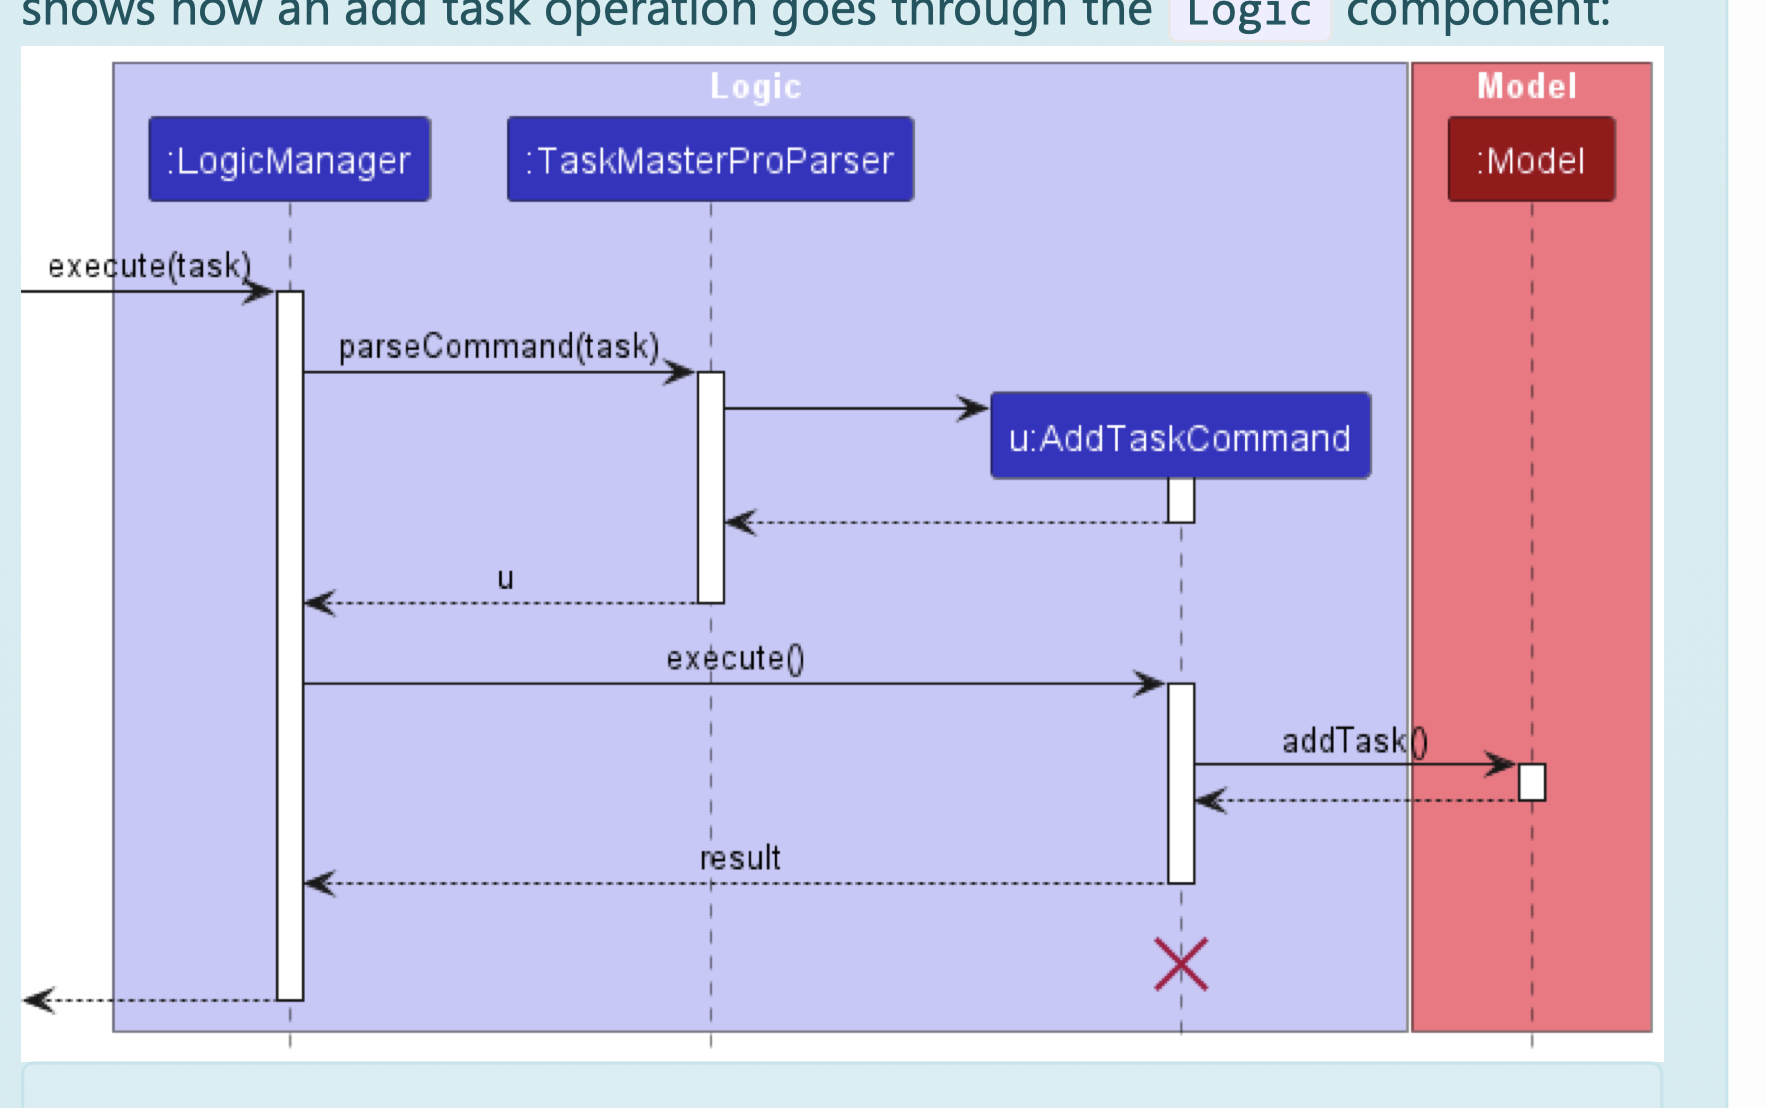 shows how an add task operation goes through the Logic component:
Logic
Model
:LogicManager
:TaskMasterProParser
:Model
execute(task)
parseCommand(task)
u:AddTaskCommand
u
execute()
addTask()
result